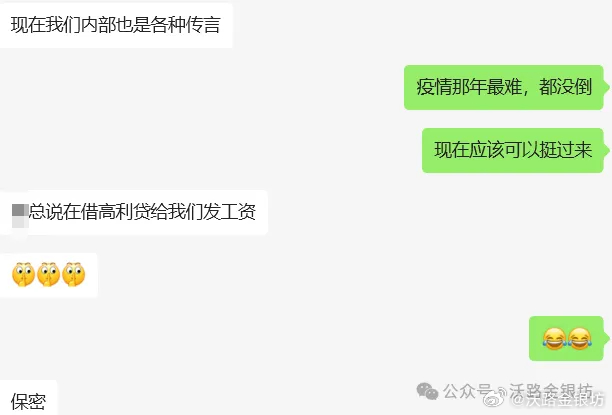 现在我们内部也是各种传言
疫情那年最难，都没倒
现在应该可以挺过来
总说在借高利贷给我们发工资
保密
公众号·沃路金银坊
@沃路金银坊